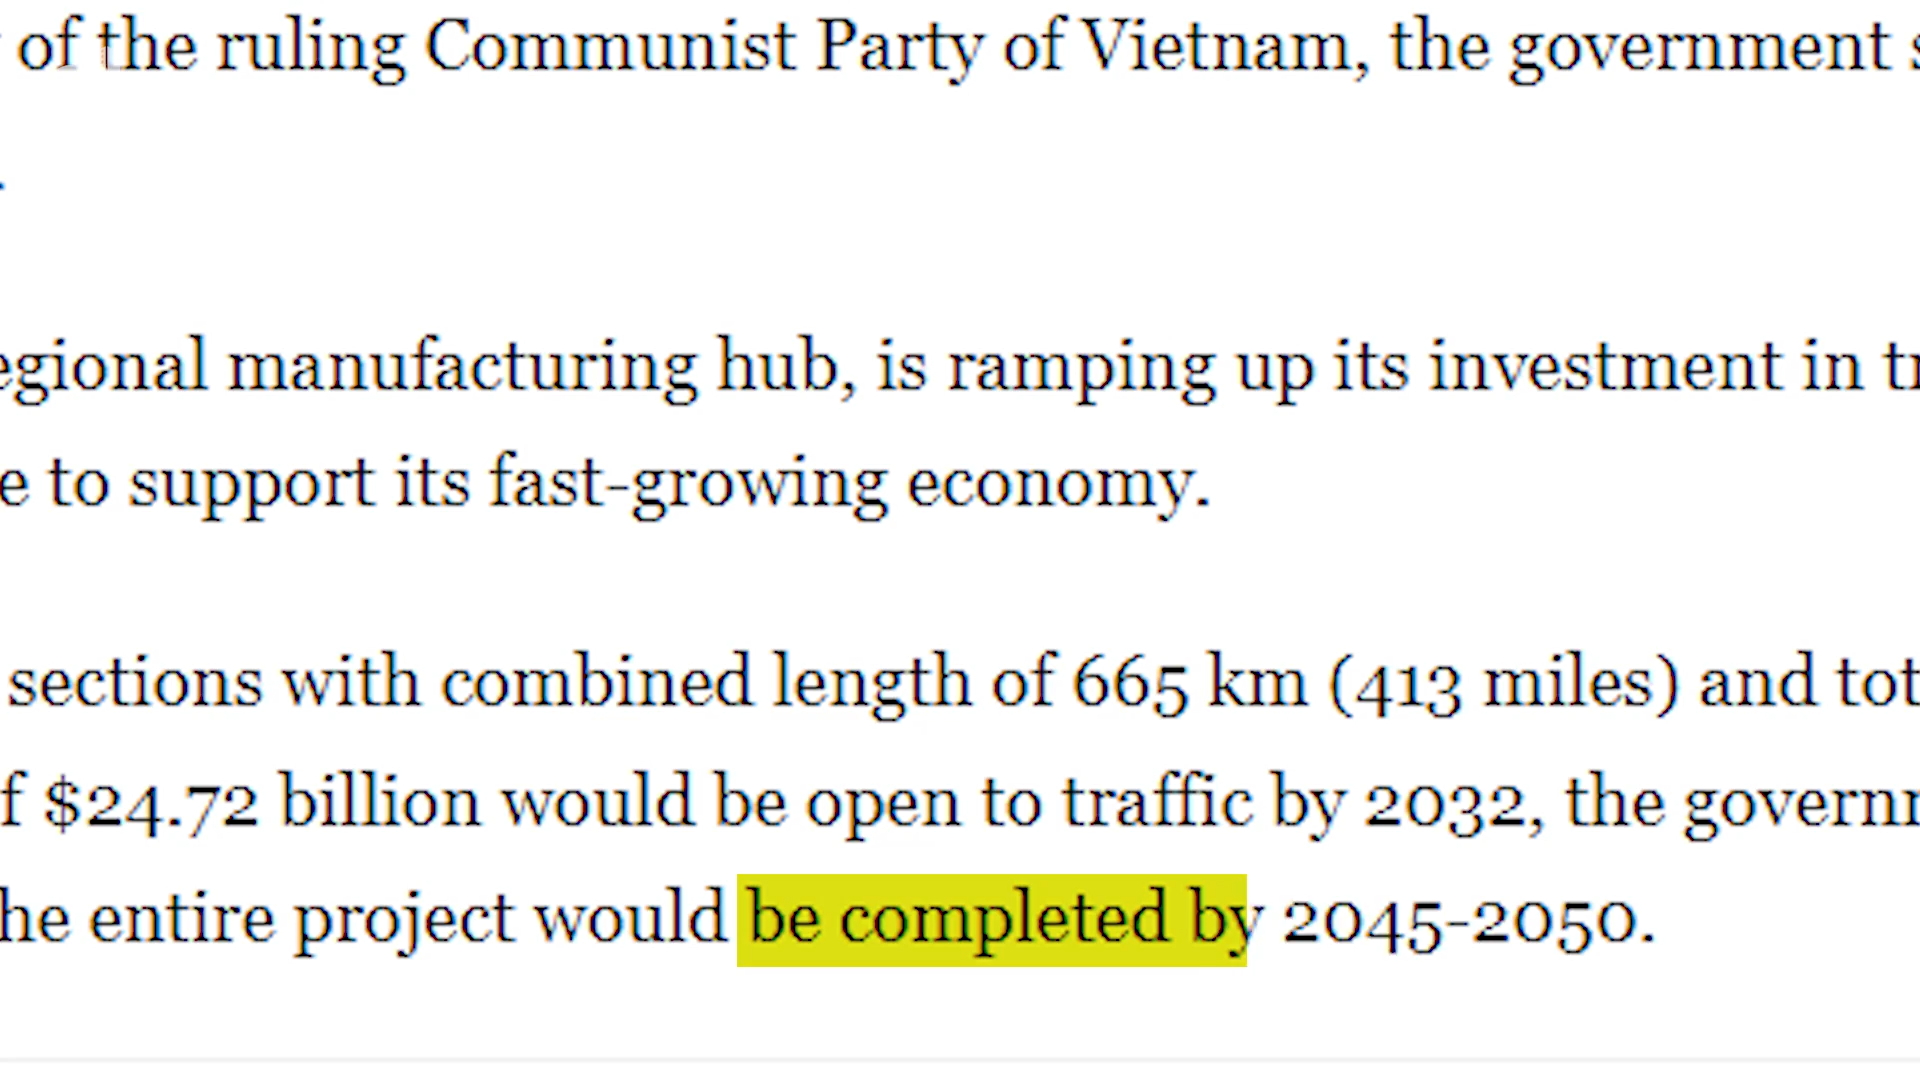 of the ruling Communist Party of Vietnam, the government
.
egional manufacturing hub, is ramping up its investment in tr
e to support its fast-growing economy.
sections with combined length of 665 km (413 miles) and tot
f $24.72 billion would be open to traffic by 2032, the governm
he entire project would be completed by 2045-2050.